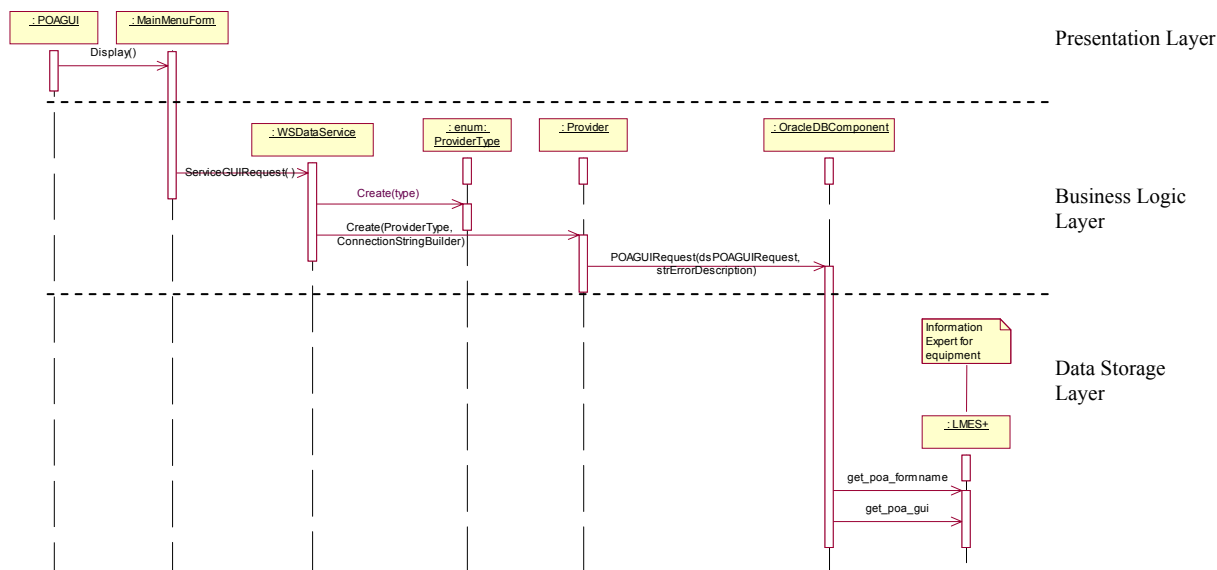 : POAGUI
: MainMenuForm
Presentation Layer
Display()
: WSDataService
: enum:
ProviderType
: Provider
: OracleDBComponent
ServiceGUIRequest( )
Create(type)
Business Logic
Layer
Create(ProviderType,
ConnectionStringBuilder)
POAGUIRequest(dsPOAGUIRequest,
strErrorDescription)
Information
Expert for
equipment
Data Storage
Layer
: LMES+
get_poa_formname
get_poa_gui